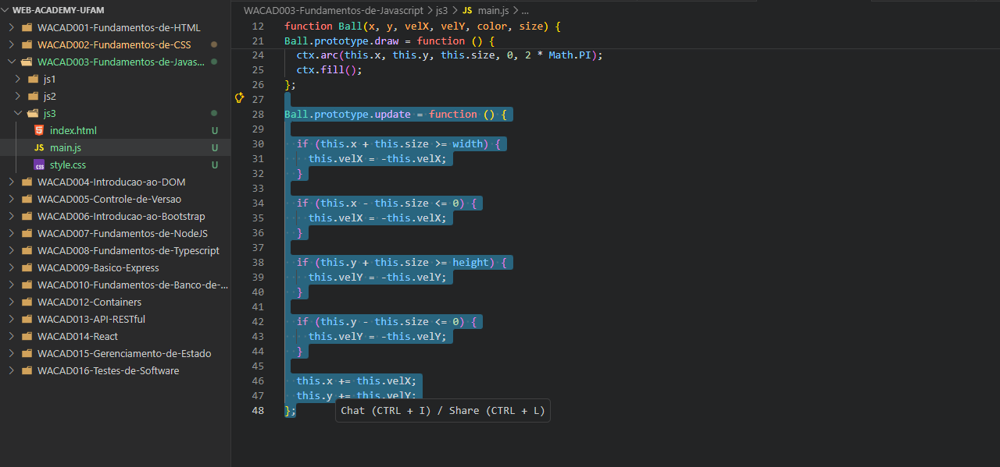 WEB-ACADEMY-UFAM
WACAD001-Fundamentos-de-HTML
WACAD002-Fundamentos-de-CSS
WACAD003-Fundamentos-de-Javas...
js1
js2
js3
index.html U
JS main.js U
css style.css U
WACAD004-Introducao-ao-DOM
WACAD005-Controle-de-Versao
WACAD006-Introducao-ao-Bootstrap
WACAD007-Fundamentos-de-NodeJS
WACAD008-Fundamentos-de-Typescript
WACAD009-Basico-Express
WACAD010-Fundamentos-de-Banco-de-...
WACAD012-Containers
WACAD013-API-RESTful
WACAD014-React
WACAD015-Gerenciamento-de-Estado
WACAD016-Testes-de-Software
WACAD003-Fundamentos-de-Javascript > js3 > JS main.js > ...
12 function Ball(x, y, velX, velY, color, size) {
21 Ball.prototype.draw = function () {
24 ctx.arc(this.x, this.y, this.size, 0, 2 * Math.PI);
25 ctx.fill();
26 };
27
28 Ball.prototype.update = function () {
29
30 if (this.x + this.size >= width) {
31 this.velX = -this.velX;
32 }
33
34 if (this.x - this.size <= 0) {
35 this.velX = -this.velX;
36 }
37
38 if (this.y + this.size >= height) {
39 this.velY = -this.velY;
40 }
41
42 if (this.y - this.size <= 0) {
43 this.velY = -this.velY;
44 }
45
46 this.x += this.velX;
47 this.y += this.velY;
48 };
Chat (CTRL + I) / Share (CTRL + L)